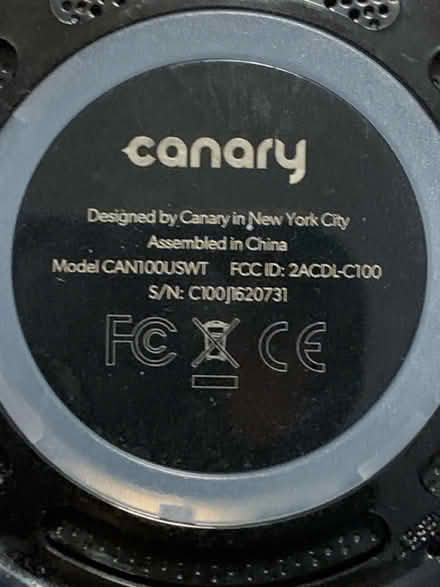 canary
Designed by Canary in New York City
Assembled in China
Model CAN100USWT FCC ID: 2ACDL-C100
S/N: C100J1620731
FC CE